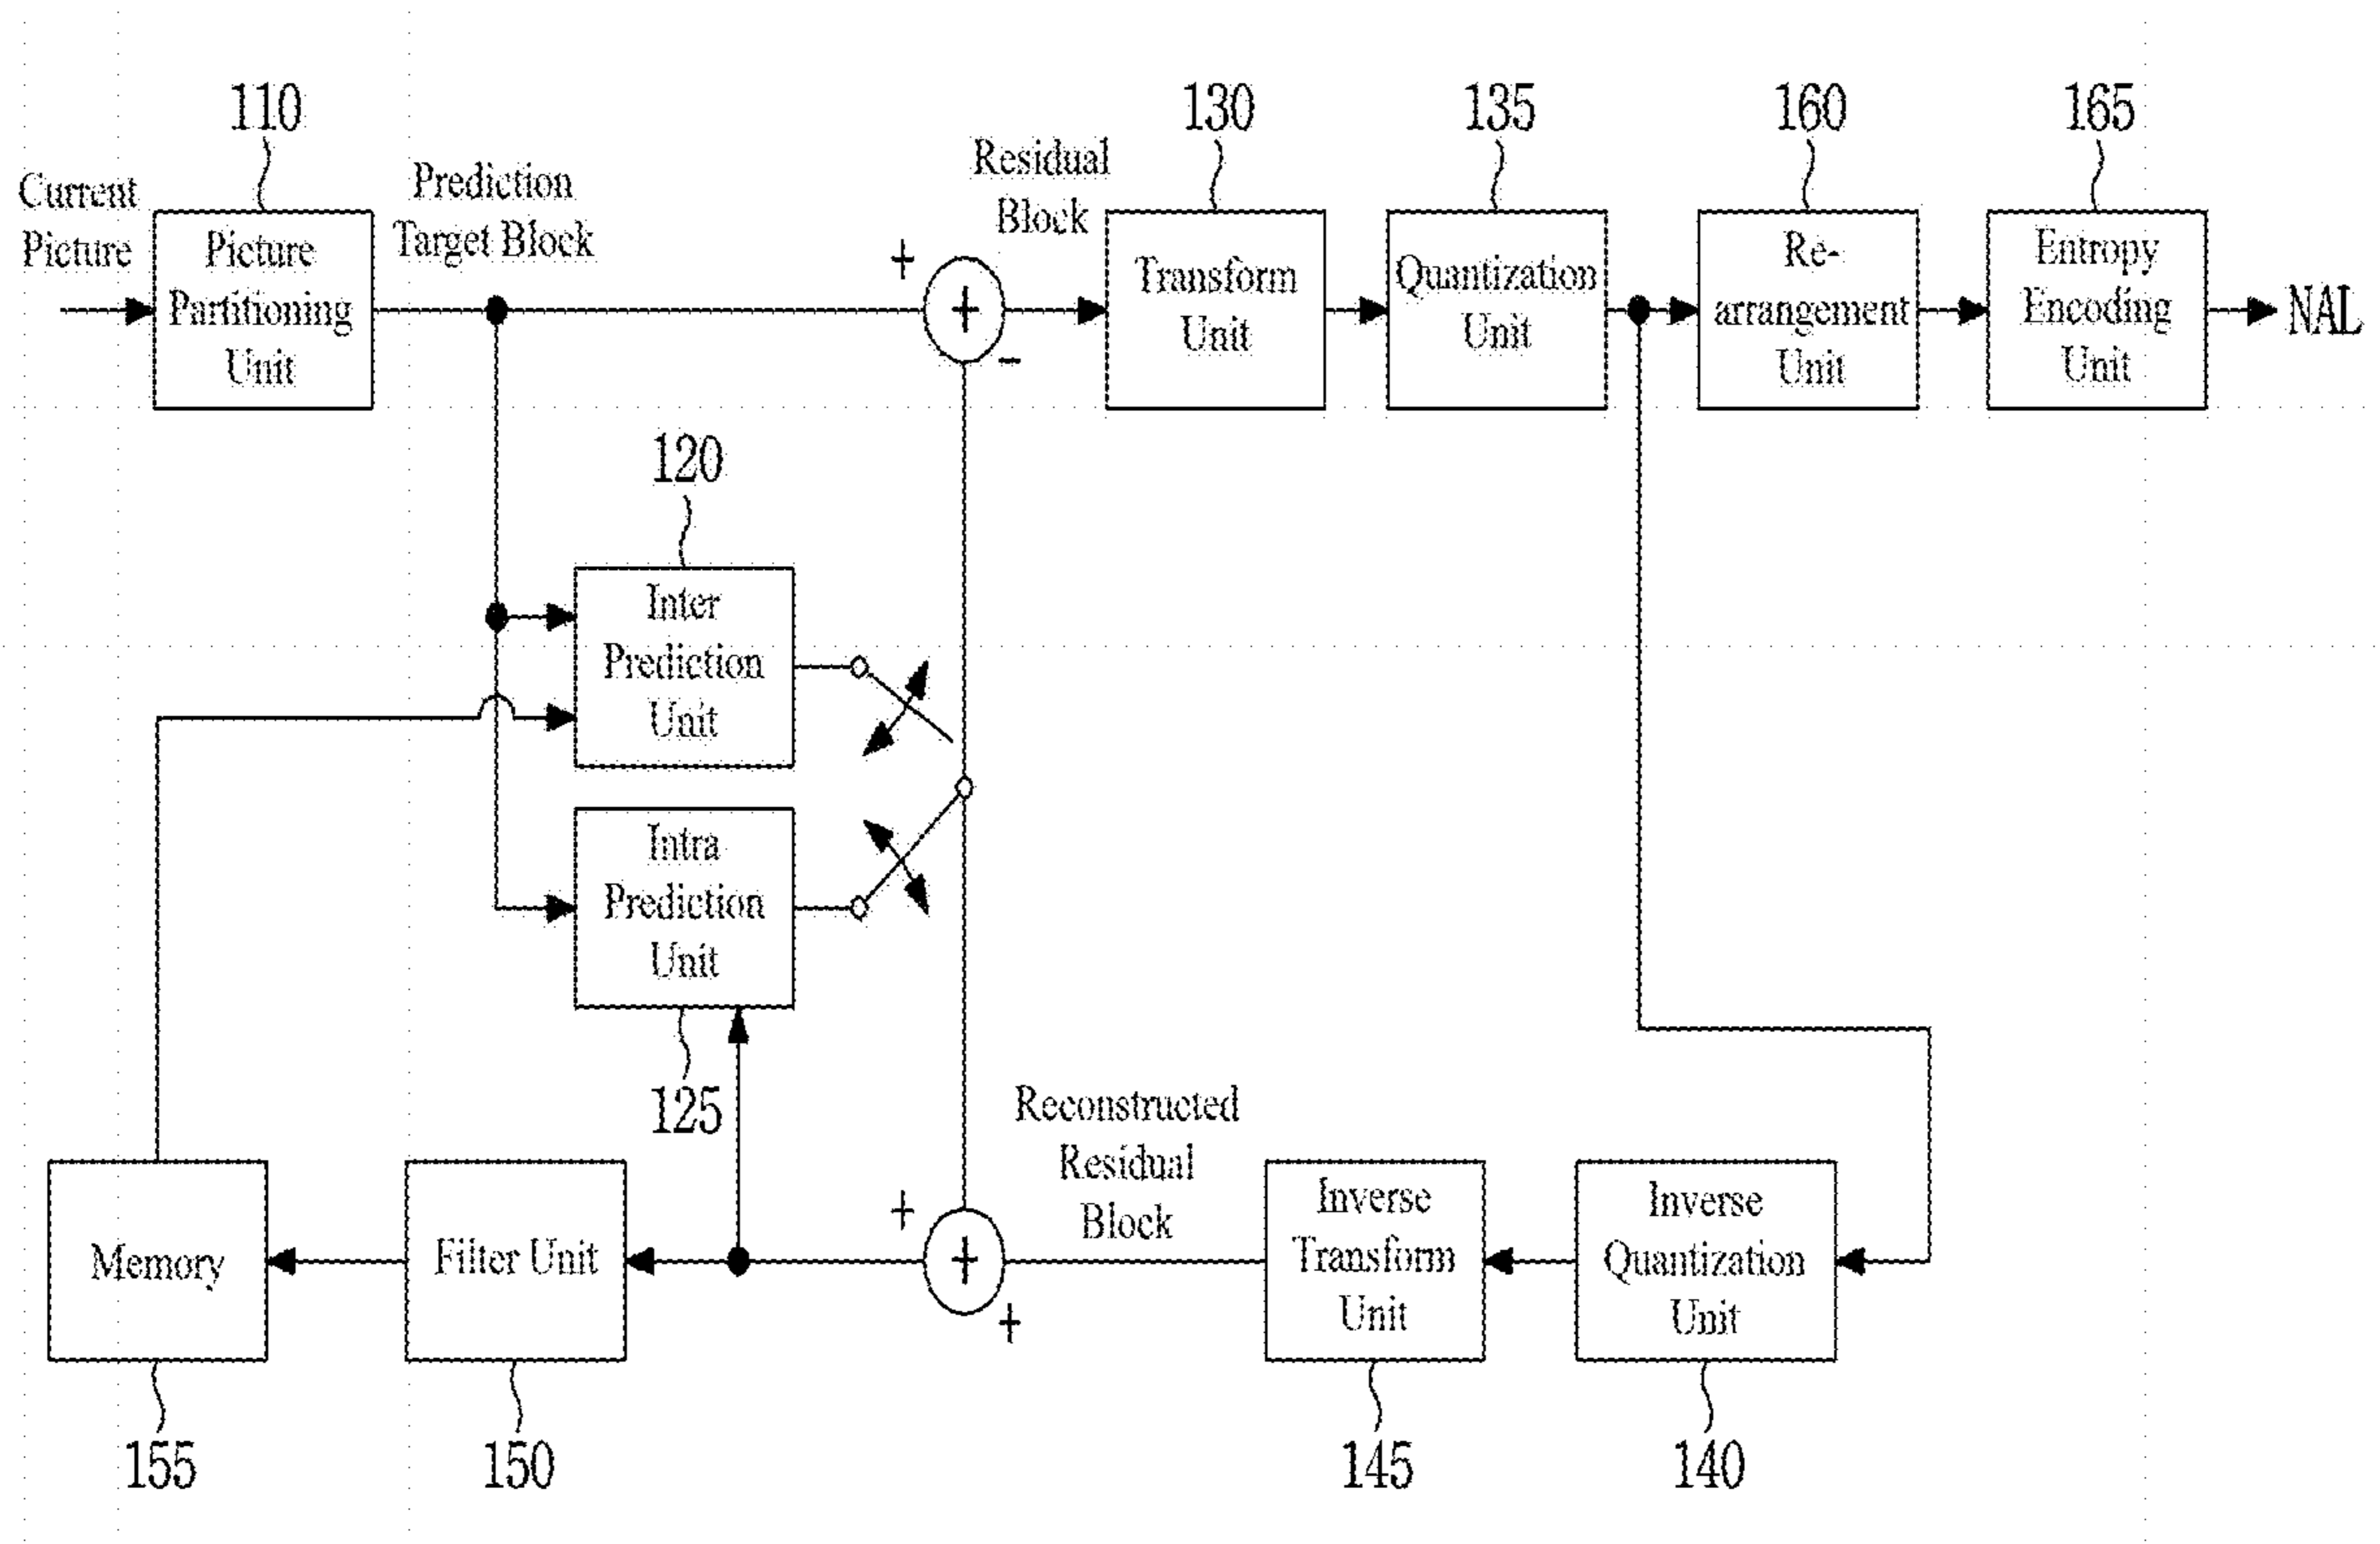 110
130
135
160
165
Current
Picture
Picture
Partitioning
Unit
Prediction
Target Block
+
+
-
Residual
Block
Transform
Unit
Quantization
Unit
Re-
arrangement
Unit
Entropy
Encoding
Unit
NAL
120
Inter
Prediction
Unit
Intra
Prediction
Unit
125
Memory
155
Filter Unit
150
+
+
+
Reconstructed
Residual
Block
Inverse
Transform
Unit
145
Inverse
Quantization
Unit
140